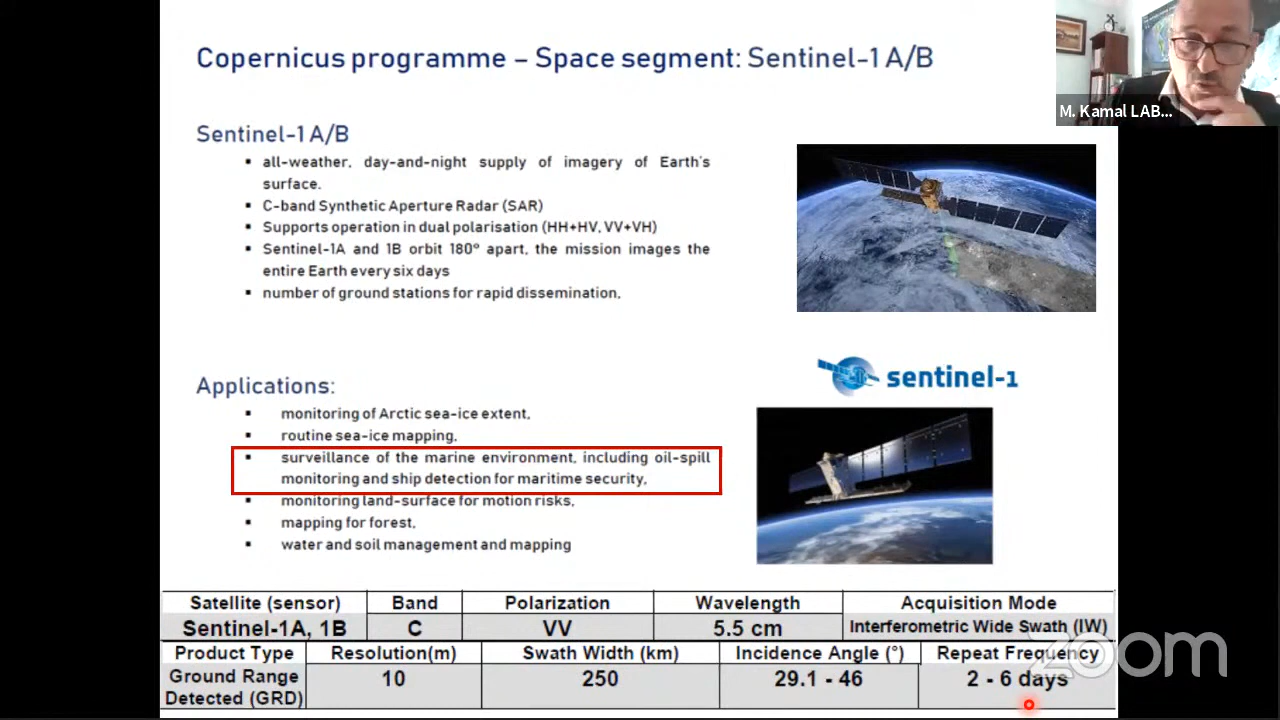 Copernicus programme – Space segment: Sentinel-1 A/B
M. Kamal LAB...
Sentinel-1 A/B
▪ all-weather, day-and-night supply of imagery of Earth's
surface.
▪ C-band Synthetic Aperture Radar (SAR)
▪ Supports operation in dual polarisation (HH+HV, VV+VH)
▪ Sentinel-1A and 1B orbit 180° apart, the mission images the
entire Earth every six days
▪ number of ground stations for rapid dissemination,
sentinel-1
Applications:
▪ monitoring of Arctic sea-ice extent,
▪ routine sea-ice mapping,
▪ surveillance of the marine environment, including oil-spill
monitoring and ship detection for maritime security,
▪ monitoring land-surface for motion risks,
▪ mapping for forest,
▪ water and soil management and mapping
Satellite (sensor) Band Polarization Wavelength Acquisition Mode
Sentinel-1A, 1B C VV 5.5 cm Interferometric Wide Swath (IW)
Product Type Resolution(m) Swath Width (km) Incidence Angle (°) Repeat Frequency
Ground Range
Detected (GRD) 10 250 29.1 - 46 2 - 6 days
zoom